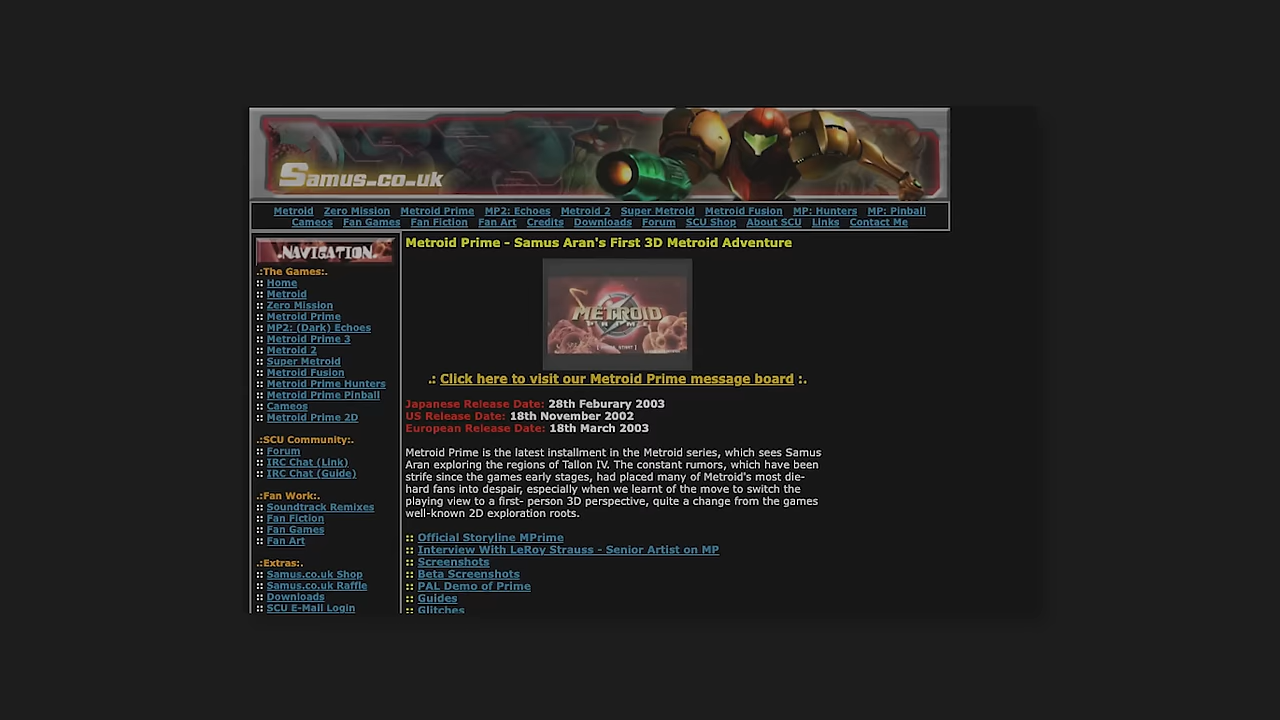 Samus.co.uk
Metroid Zero Mission Metroid Prime MP2: Echoes Metroid 2 Super Metroid Metroid Fusion MP: Hunters MP: Pinball
Cameos Fan Games Fan Fiction Fan Art Credits Downloads Forum SCU Shop About SCU Links Contact Me
.NAVIGATION.
.:The Games:.
:: Home
:: Metroid
:: Zero Mission
:: Metroid Prime
:: MP2: (Dark) Echoes
:: Metroid Prime 3
:: Metroid 2
:: Super Metroid
:: Metroid Fusion
:: Metroid Prime Hunters
:: Metroid Prime Pinball
:: Cameos
:: Metroid Prime 2D
.:SCU Community:.
:: Forum
:: IRC Chat (Link)
:: IRC Chat (Guide)
.:Fan Work:.
:: Soundtrack Remixes
:: Fan Fiction
:: Fan Games
:: Fan Art
.:Extras:.
:: Samus.co.uk Shop
:: Samus.co.uk Raffle
:: Downloads
:: SCU E-Mail Login
Metroid Prime - Samus Aran's First 3D Metroid Adventure
METROID
PRIME
.: Click here to visit our Metroid Prime message board :.
Japanese Release Date: 28th Feburary 2003
US Release Date: 18th November 2002
European Release Date: 18th March 2003
Metroid Prime is the latest installment in the Metroid series, which sees Samus
Aran exploring the regions of Tallon IV. The constant rumors, which have been
strife since the games early stages, had placed many of Metroid's most die-
hard fans into despair, especially when we learnt of the move to switch the
playing view to a first- person 3D perspective, quite a change from the games
well-known 2D exploration roots.
:: Official Storyline MPrime
:: Interview With LeRoy Strauss - Senior Artist on MP
:: Screenshots
:: Beta Screenshots
:: PAL Demo of Prime
:: Guides
:: Glitches